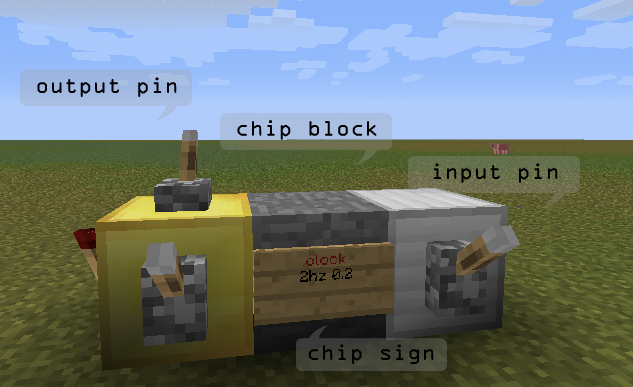 output pin
chip block
input pin
clock
2hz 0.2
chip sign